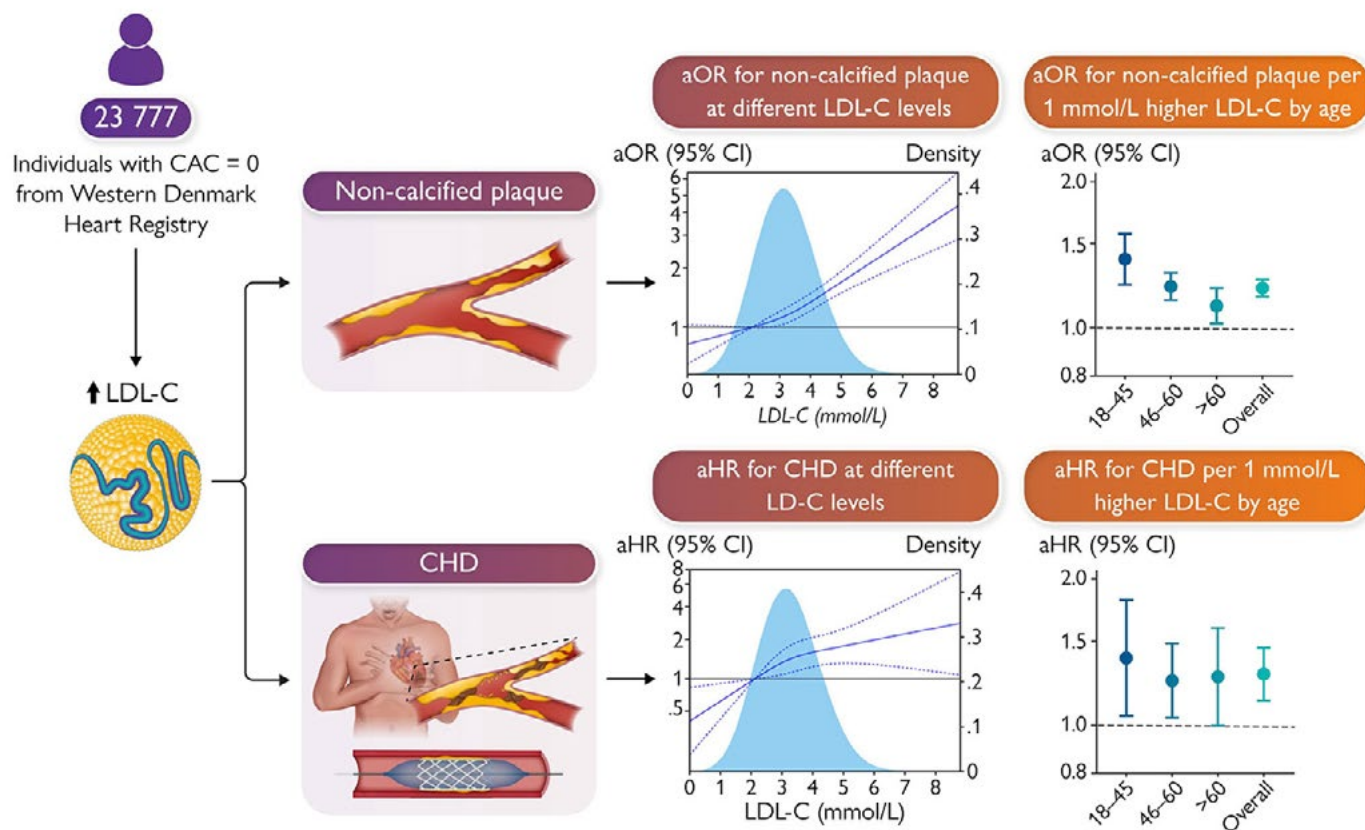 23 777
Individuals with CAC = 0
from Western Denmark
Heart Registry
LDL-C
Non-calcified plaque
aOR for non-calcified plaque
at different LDL-C levels
aOR (95% CI)
Density
6
5
4
3
2
1
.4
.3
.2
.1
0
0 1 2 3 4 5 6 7 8
LDL-C (mmol/L)
aOR for non-calcified plaque per
1 mmol/L higher LDL-C by age
aOR (95% CI)
2.0
1.5
1.0
0.8
18–45
46–60
>60
Overall
CHD
aHR for CHD at different
LD-C levels
aHR (95% CI)
Density
8
6
4
2
1
.5
.4
.3
.2
.1
0
0 1 2 3 4 5 6 7 8
LDL-C (mmol/L)
aHR for CHD per 1 mmol/L
higher LDL-C by age
aHR (95% CI)
2.0
1.5
1.0
0.8
18–45
46–60
>60
Overall